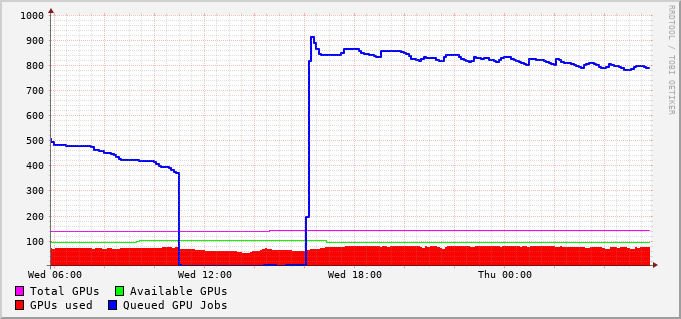 1000
900
800
700
600
500
400
300
200
100
Wed 06:00 Wed 12:00 Wed 18:00 Thu 00:00
Total GPUs Available GPUs
GPUs used Queued GPU Jobs
RRDTOOL / TOBI OETIKER